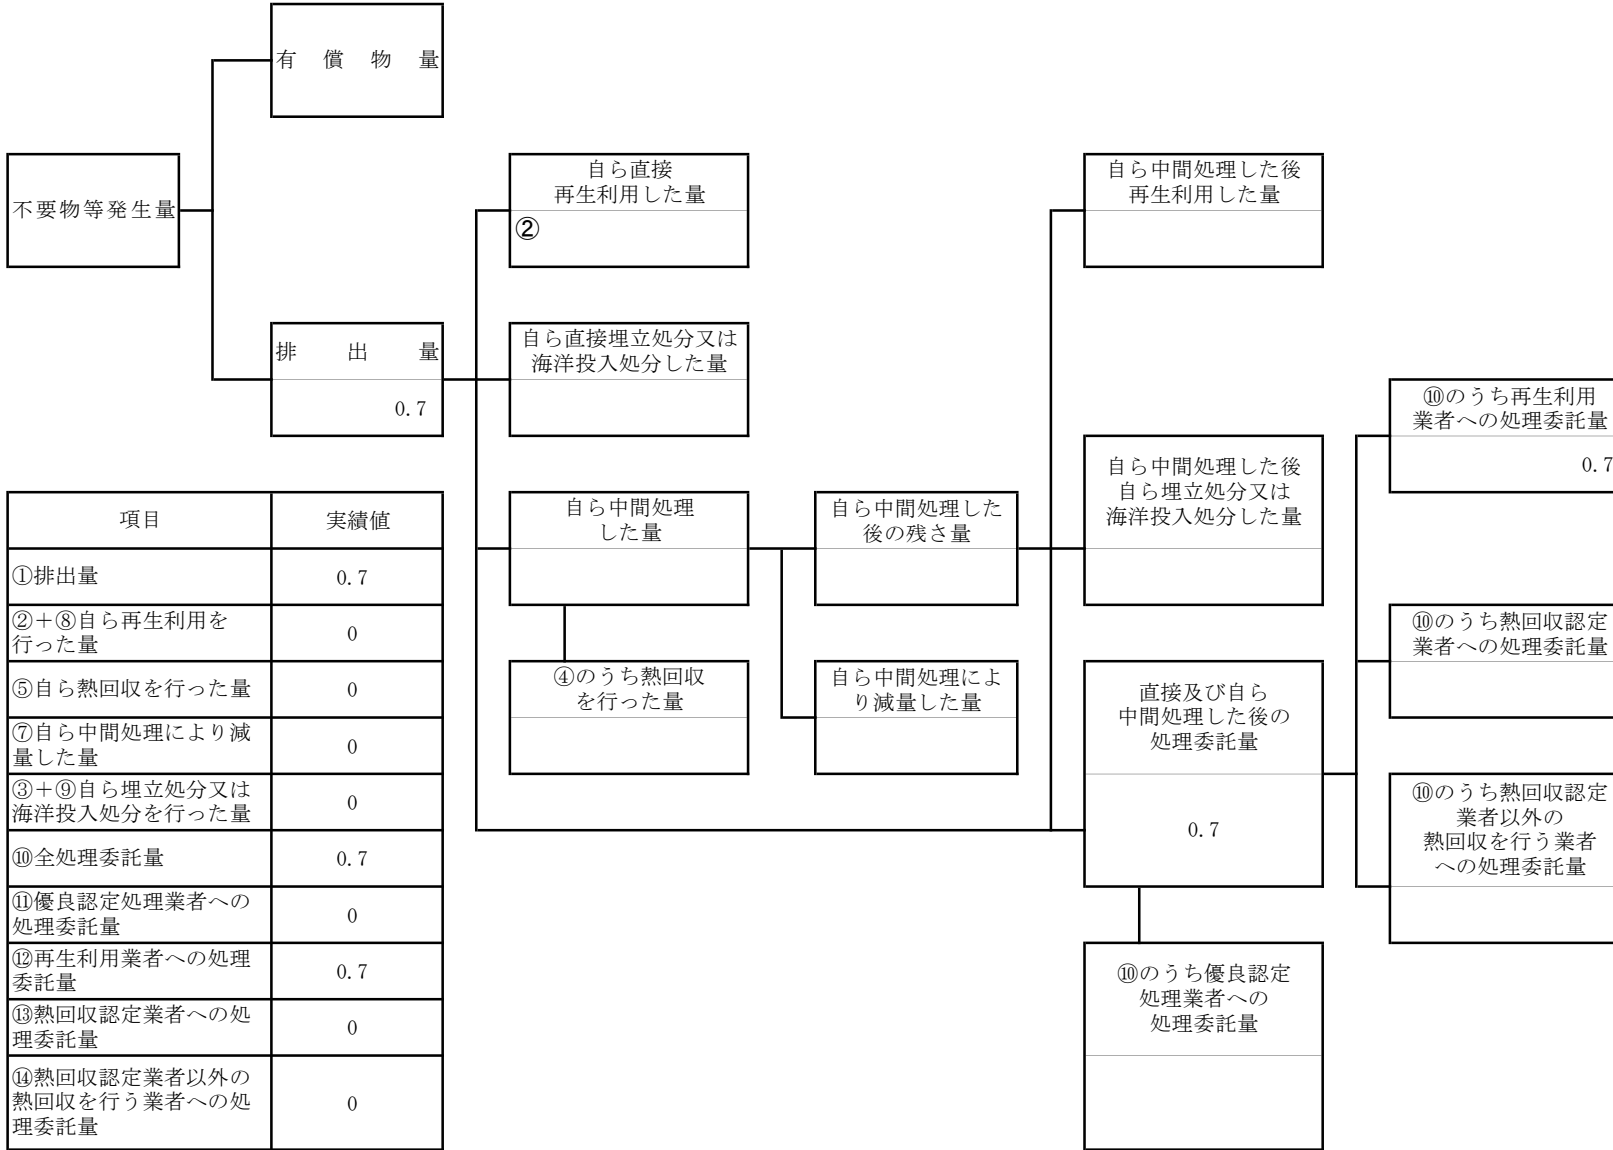 有償物量
不要物等発生量
自ら直接
再生利用した量
②
自ら中間処理した後
再生利用した量
排出量
0.7
自ら直接埋立処分又は
海洋投入処分した量
⑩のうち再生利用
業者への処理委託量
0.7
自ら中間処理
した量
自ら中間処理した
後の残さ量
自ら中間処理した後
自ら埋立処分又は
海洋投入処分した量
⑩のうち熱回収認定
業者への処理委託量
④のうち熱回収
を行った量
自ら中間処理によ
り減量した量
直接及び自ら
中間処理した後の
処理委託量
0.7
⑩のうち熱回収認定
業者以外の
熱回収を行う業者
への処理委託量
⑩のうち優良認定
処理業者への
処理委託量
項目 実績値
①排出量 0.7
②+⑧自ら再生利用を
行った量 0
⑤自ら熱回収を行った量 0
⑦自ら中間処理により減
量した量 0
③+⑨自ら埋立処分又は
海洋投入処分を行った量 0
⑩全処理委託量 0.7
⑪優良認定処理業者への
処理委託量 0
⑫再生利用業者への処理
委託量 0.7
⑬熱回収認定業者への処
理委託量 0
⑭熱回収認定業者以外の
熱回収を行う業者への処
理委託量 0